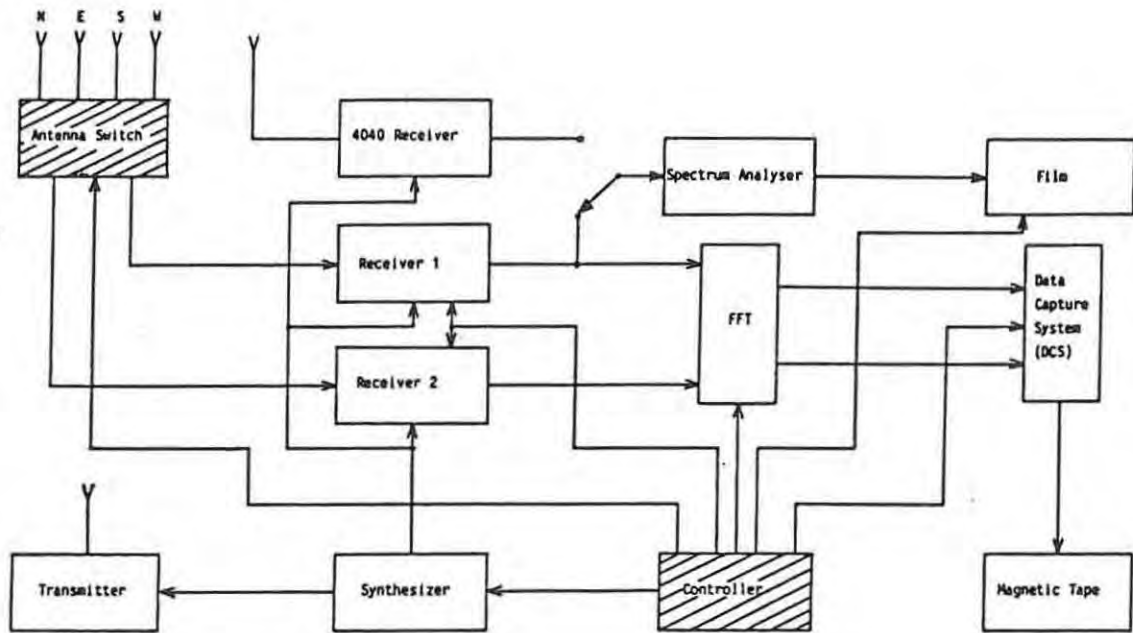 N E S W
Antenna Switch
4040 Receiver
Spectrum Analyser
Film
Receiver 1
FFT
Data
Capture
System
(DCS)
Receiver 2
Transmitter
Synthesizer
Controller
Magnetic Tape